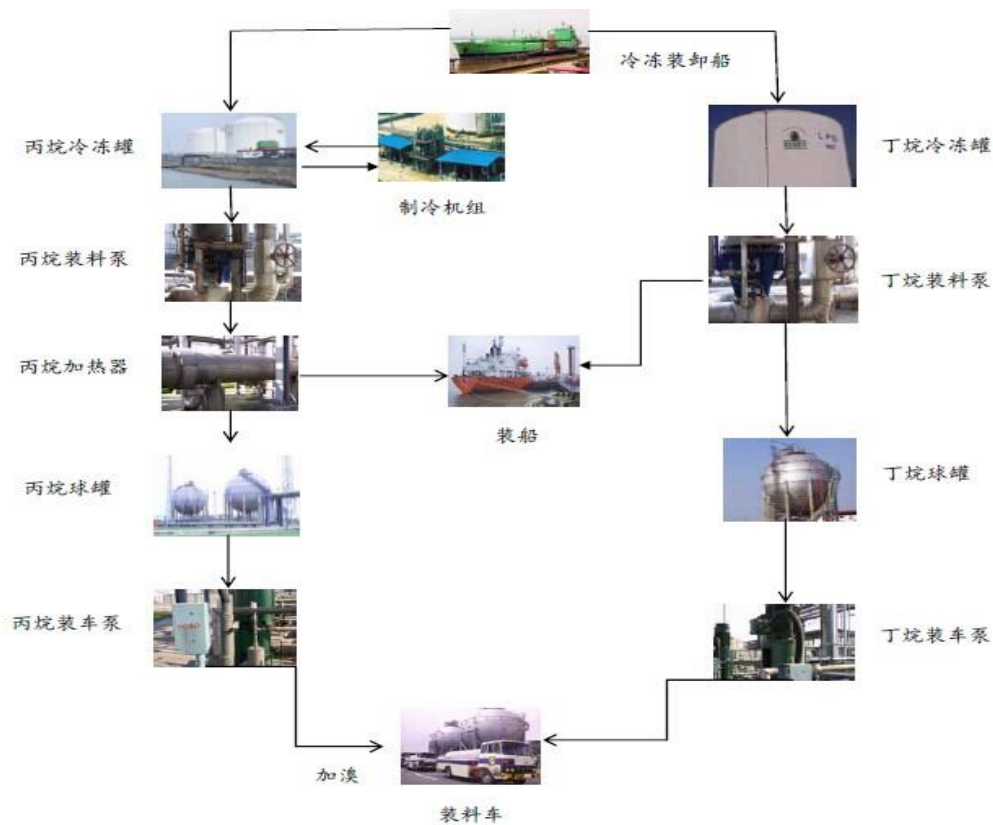 冷冻装卸船
丙烷冷冻罐
丁烷冷冻罐
LPG
制冷机组
丙烷装料泵
丁烷装料泵
丙烷加热器
装船
丙烷球罐
丁烷球罐
丙烷装车泵
丁烷装车泵
加溴
装料车